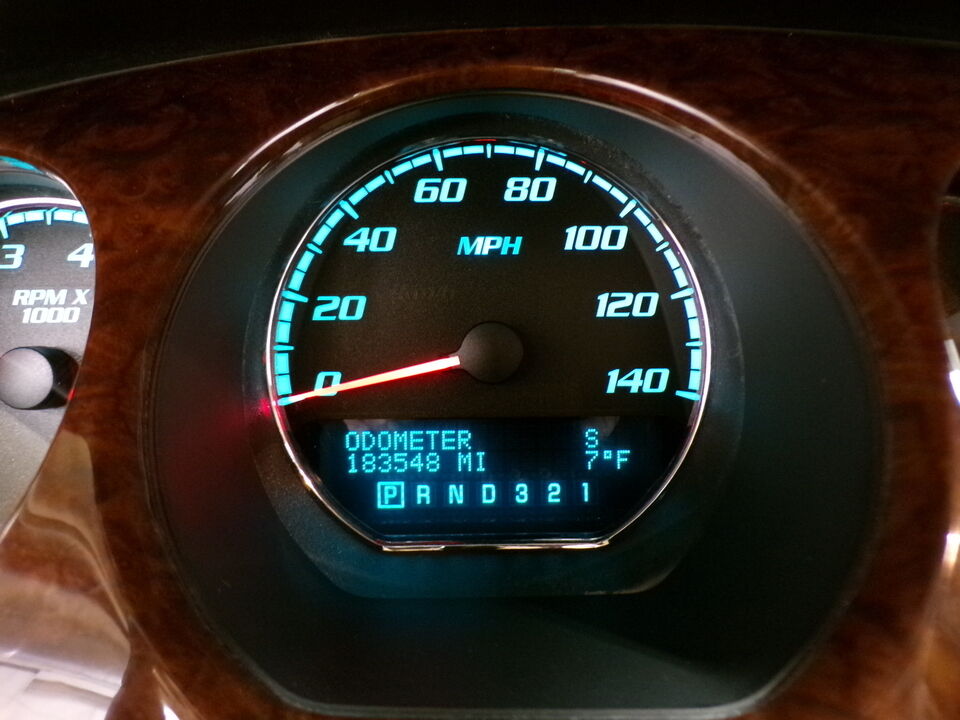 60 80
40 MPH 100
3 4
20 120
RPM X
1000
0 140
ODOMETER S
183548 MI 7°F
P R N D 3 2 1